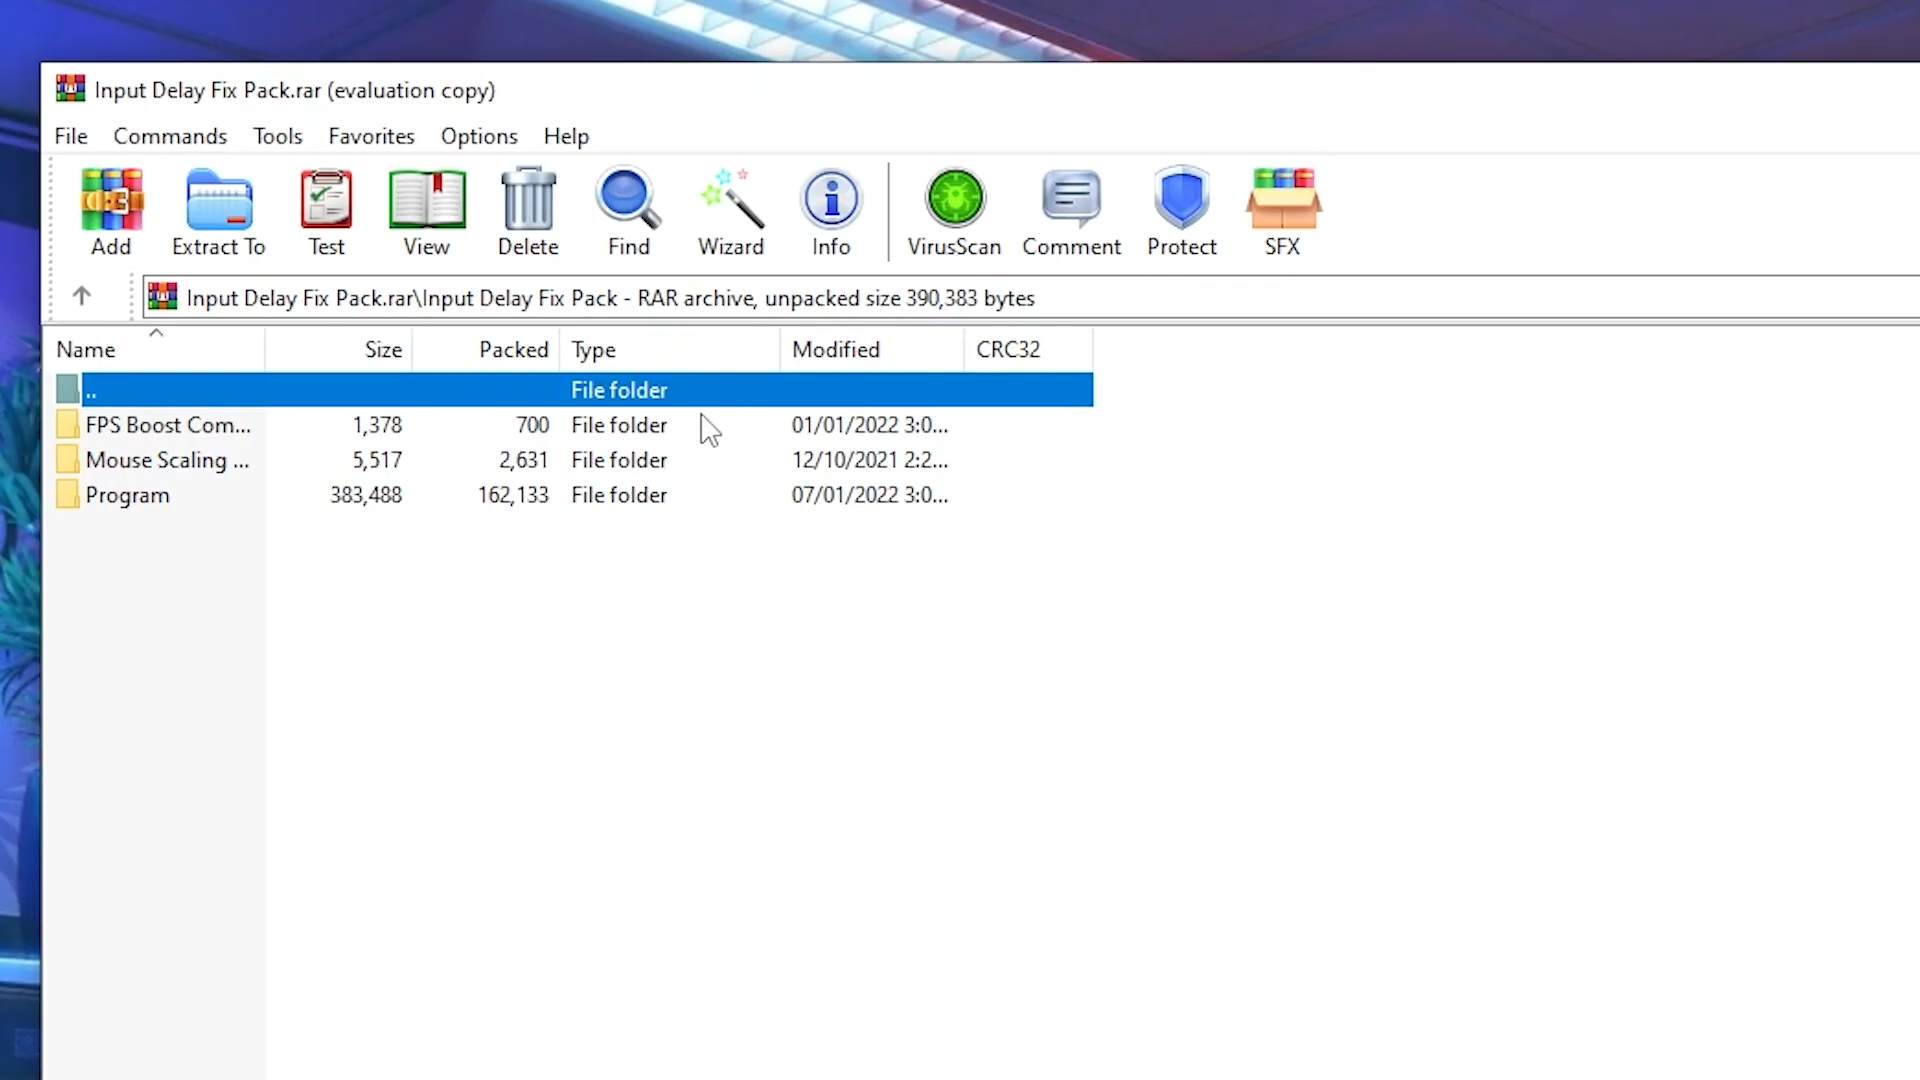 Input Delay Fix Pack.rar (evaluation copy)
File Commands Tools Favorites Options Help
Add Extract To Test View Delete Find Wizard Info VirusScan Comment Protect SFX
Input Delay Fix Pack.rar\Input Delay Fix Pack - RAR archive, unpacked size 390,383 bytes
Name Size Packed Type Modified CRC32
.. File folder
FPS Boost Com... 1,378 700 File folder 01/01/2022 3:0...
Mouse Scaling ... 5,517 2,631 File folder 12/10/2021 2:2...
Program 383,488 162,133 File folder 07/01/2022 3:0...